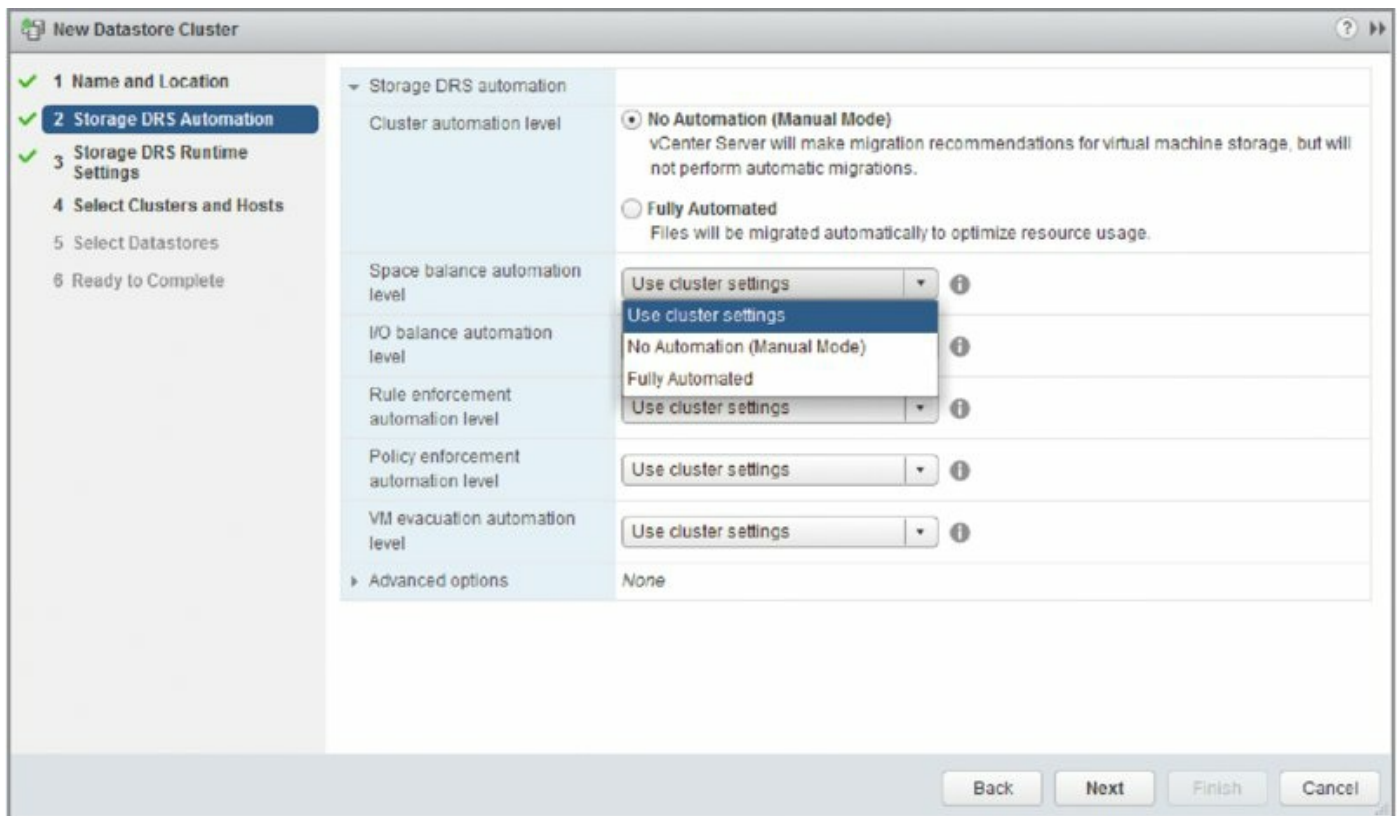 New Datastore Cluster
1 Name and Location
2 Storage DRS Automation
3 Storage DRS Runtime
Settings
4 Select Clusters and Hosts
5 Select Datastores
6 Ready to Complete
Storage DRS automation
Cluster automation level
No Automation (Manual Mode)
vCenter Server will make migration recommendations for virtual machine storage, but will
not perform automatic migrations.
Fully Automated
Files will be migrated automatically to optimize resource usage.
Space balance automation
level
Use cluster settings
Use cluster settings
No Automation (Manual Mode)
Fully Automated
I/O balance automation
level
Rule enforcement
automation level
Use cluster settings
Policy enforcement
automation level
Use cluster settings
VM evacuation automation
level
Use cluster settings
Advanced options
None
Back
Next
Finish
Cancel